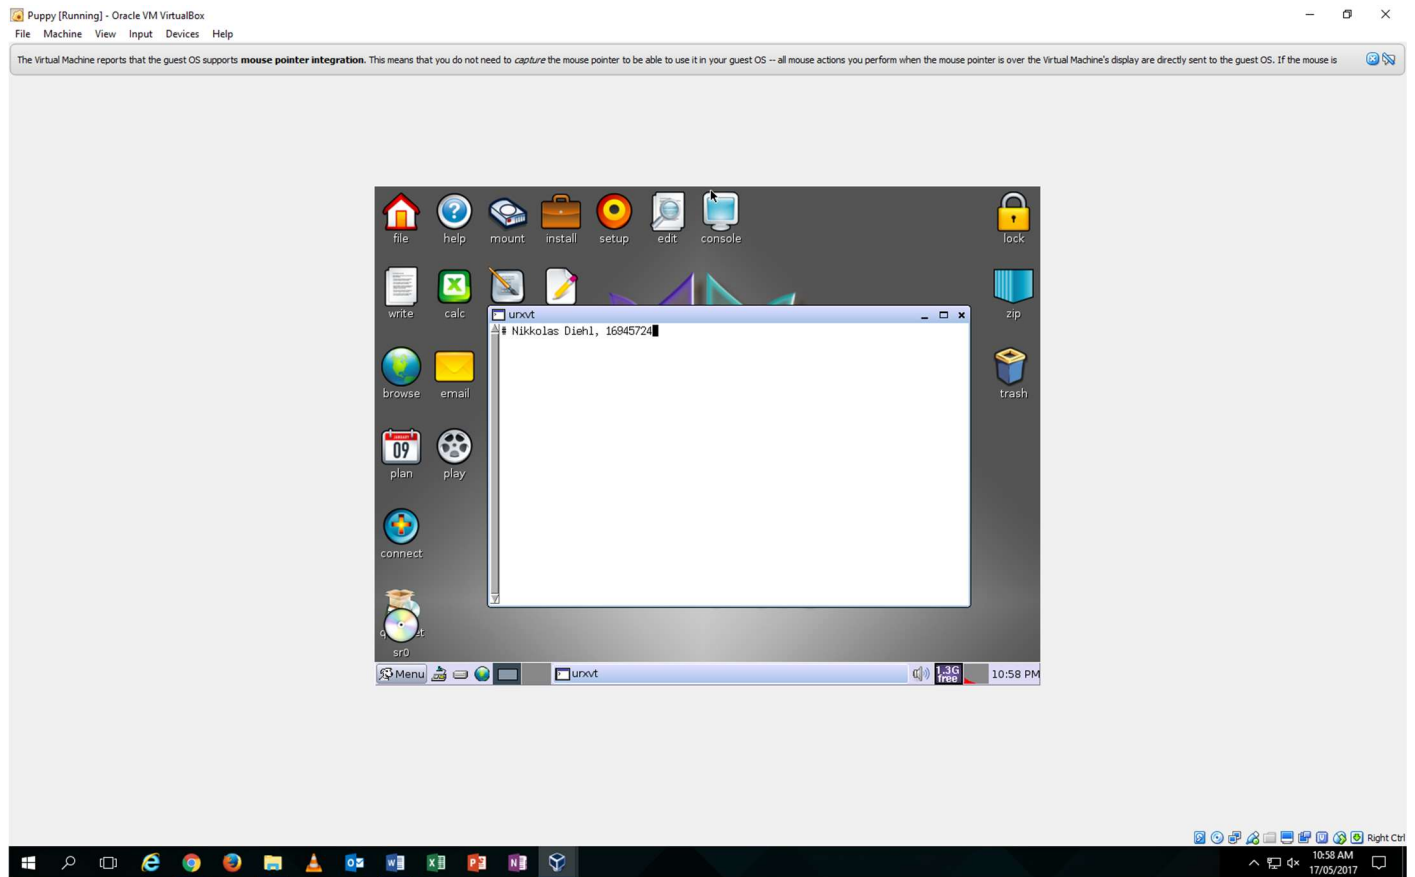 Puppy [Running] - Oracle VM VirtualBox
File Machine View Input Devices Help
The Virtual Machine reports that the guest OS supports mouse pointer integration. This means that you do not need to capture the mouse pointer to be able to use it in your guest OS -- all mouse actions you perform when the mouse pointer is over the Virtual Machine's display are directly sent to the guest OS. If the mouse is
file help mount install setup edit console lock
write calc zip
urxvt
# Nikkolas Diehl, 16945724
browse email trash
JANUARY
09
plan play
connect
sr0
Menu urxvt 1.3G free 10:58 PM
Right Ctrl
10:58 AM
17/05/2017